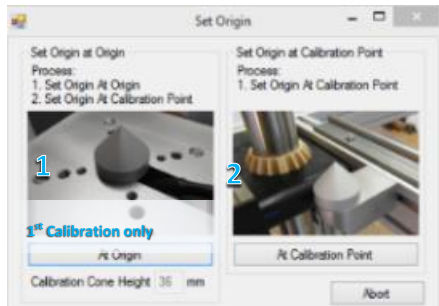 Set Origin
Set Origin at Origin
Process:
1. Set Origin At Origin
2. Set Origin At Calibration Point
1
1st Calibration only
At Origin
Calibration Cone Height 36 mm
Set Origin at Calibration Point
Process:
1. Set Origin At Calibration Point
2
At Calibration Point
Abort